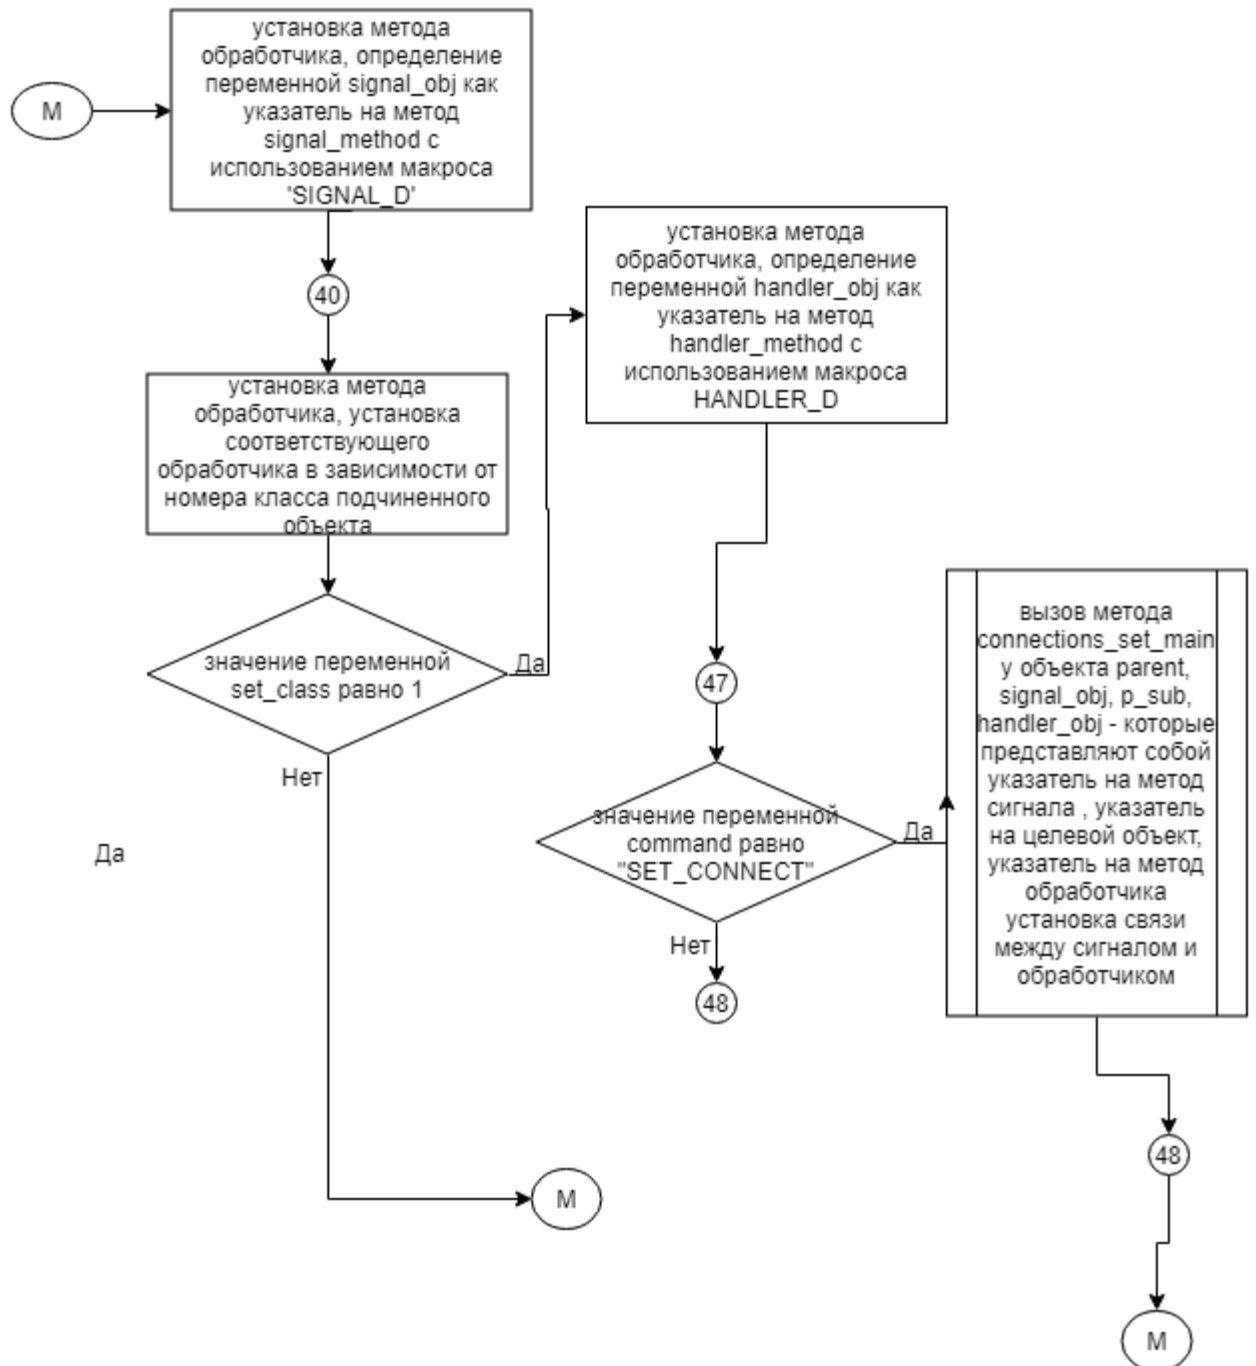 установка метода
обработчика, определение
переменной signal_obj как
указатель на метод
signal_method с
использованием макроса
'SIGNAL_D'
М
40
установка метода
обработчика, установка
соответствующего
обработчика в зависимости от
номера класса подчиненного
объекта
значение переменной
set_class равно 1
Да
Нет
Да
установка метода
обработчика, определение
переменной handler_obj как
указатель на метод
handler_method с
использованием макроса
HANDLER_D
47
значение переменной
command равно
"SET_CONNECT"
Да
Нет
48
вызов метода
connections_set_main
у объекта parent,
signal_obj, p_sub,
handler_obj - которые
представляют собой
указатель на метод
сигнала , указатель
на целевой объект,
указатель на метод
обработчика
установка связи
между сигналом и
обработчиком
48
М
М